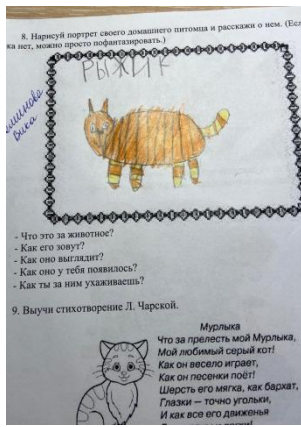 8. Нарисуй портрет своего домашнего питомца и расскажи о нем. (Если
ка нет, можно просто пофантазировать.)
РЫЖИК
Вика
- Что это за животное?
- Как его зовут?
- Как оно выглядит?
- Как оно у тебя появилось?
- Как ты за ним ухаживаешь?
9. Выучи стихотворение Л. Чарской.
Мурлыка
Что за прелесть мой Мурлыка,
Мой любимый серый кот!
Как он весело играет,
Как он песенки поёт!
Шерсть его мягка, как бархат,
Глазки – точно угольки,
И как все его движенья